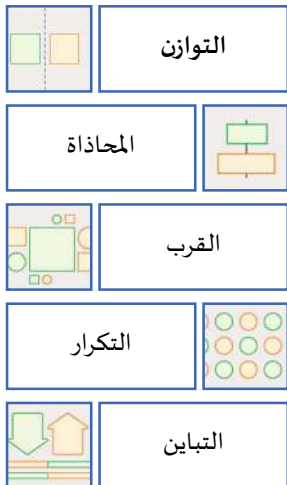 التوازن
المحاذاة
القرب
التكرار
التباين